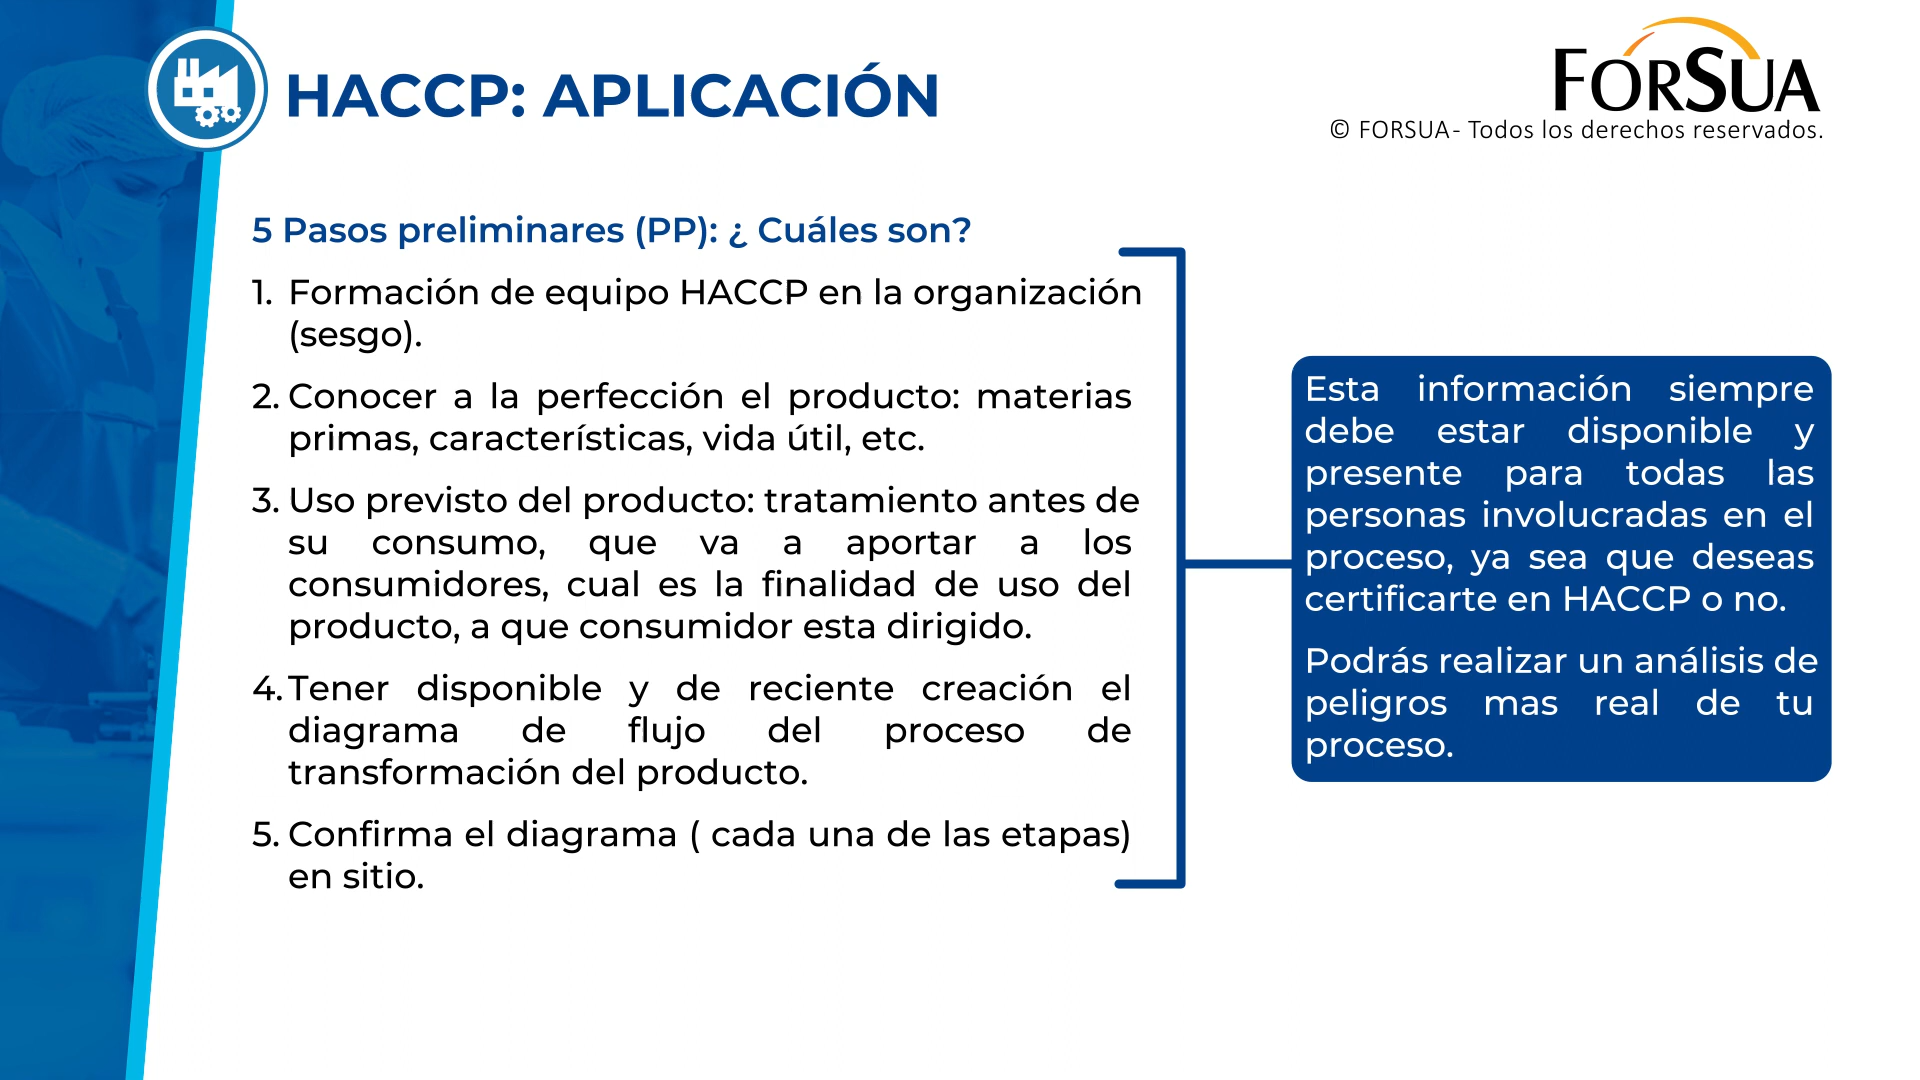 HACCP: APLICACIÓN
FORSUA
© FORSUA- Todos los derechos reservados.
5 Pasos preliminares (PP): ¿ Cuáles son?
1. Formación de equipo HACCP en la organización
(sesgo).
2. Conocer a la perfección el producto: materias
primas, características, vida útil, etc.
3. Uso previsto del producto: tratamiento antes de
su consumo, que va a aportar a los
consumidores, cual es la finalidad de uso del
producto, a que consumidor esta dirigido.
4. Tener disponible y de reciente creación el
diagrama de flujo del proceso de
transformación del producto.
5. Confirma el diagrama ( cada una de las etapas)
en sitio.
Esta información siempre
debe estar disponible y
presente para todas las
personas involucradas en el
proceso, ya sea que deseas
certificarte en HACCP o no.
Podrás realizar un análisis de
peligros mas real de tu
proceso.